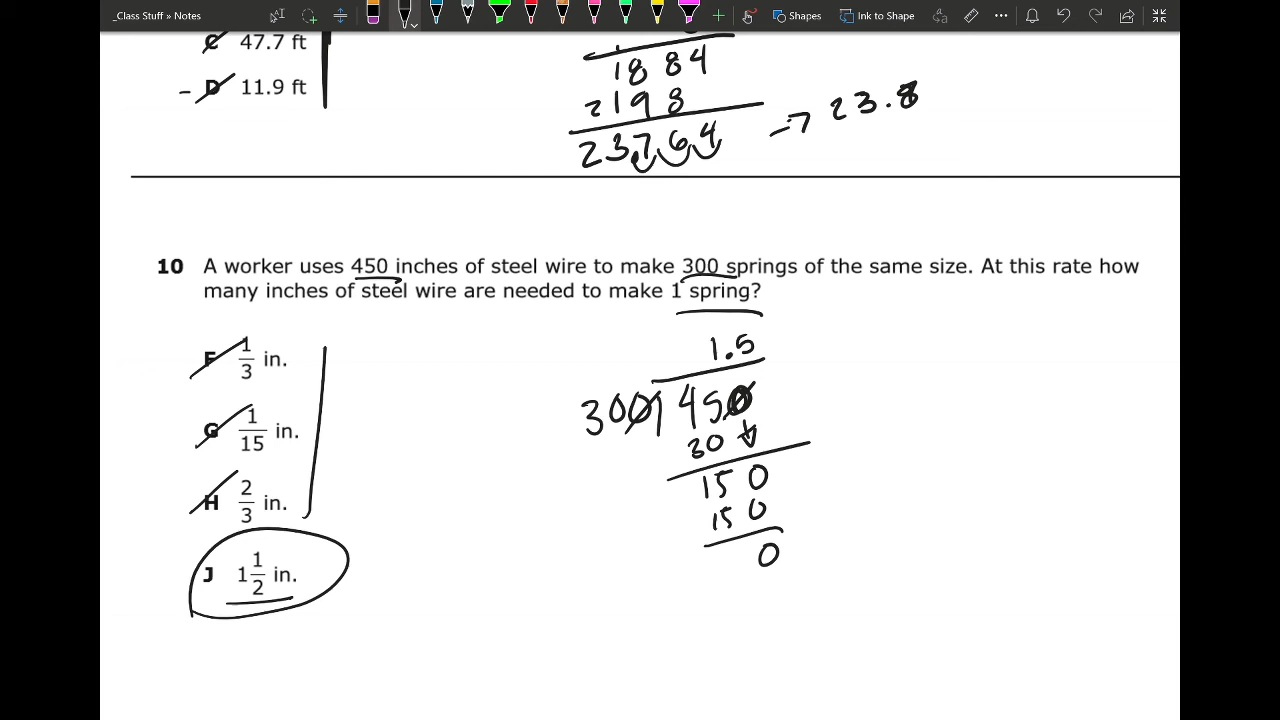 _Class Stuff » Notes
Shapes
Ink to Shape
C 47.7 ft
- D 11.9 ft
1884
2198
23.764
→ 23.8
10 A worker uses 450 inches of steel wire to make 300 springs of the same size. At this rate how
many inches of steel wire are needed to make 1 spring?
F 1/3 in.
G 1/15 in.
H 2/3 in.
J 1 1/2 in.
1.5
300) 450
30
150
150
0